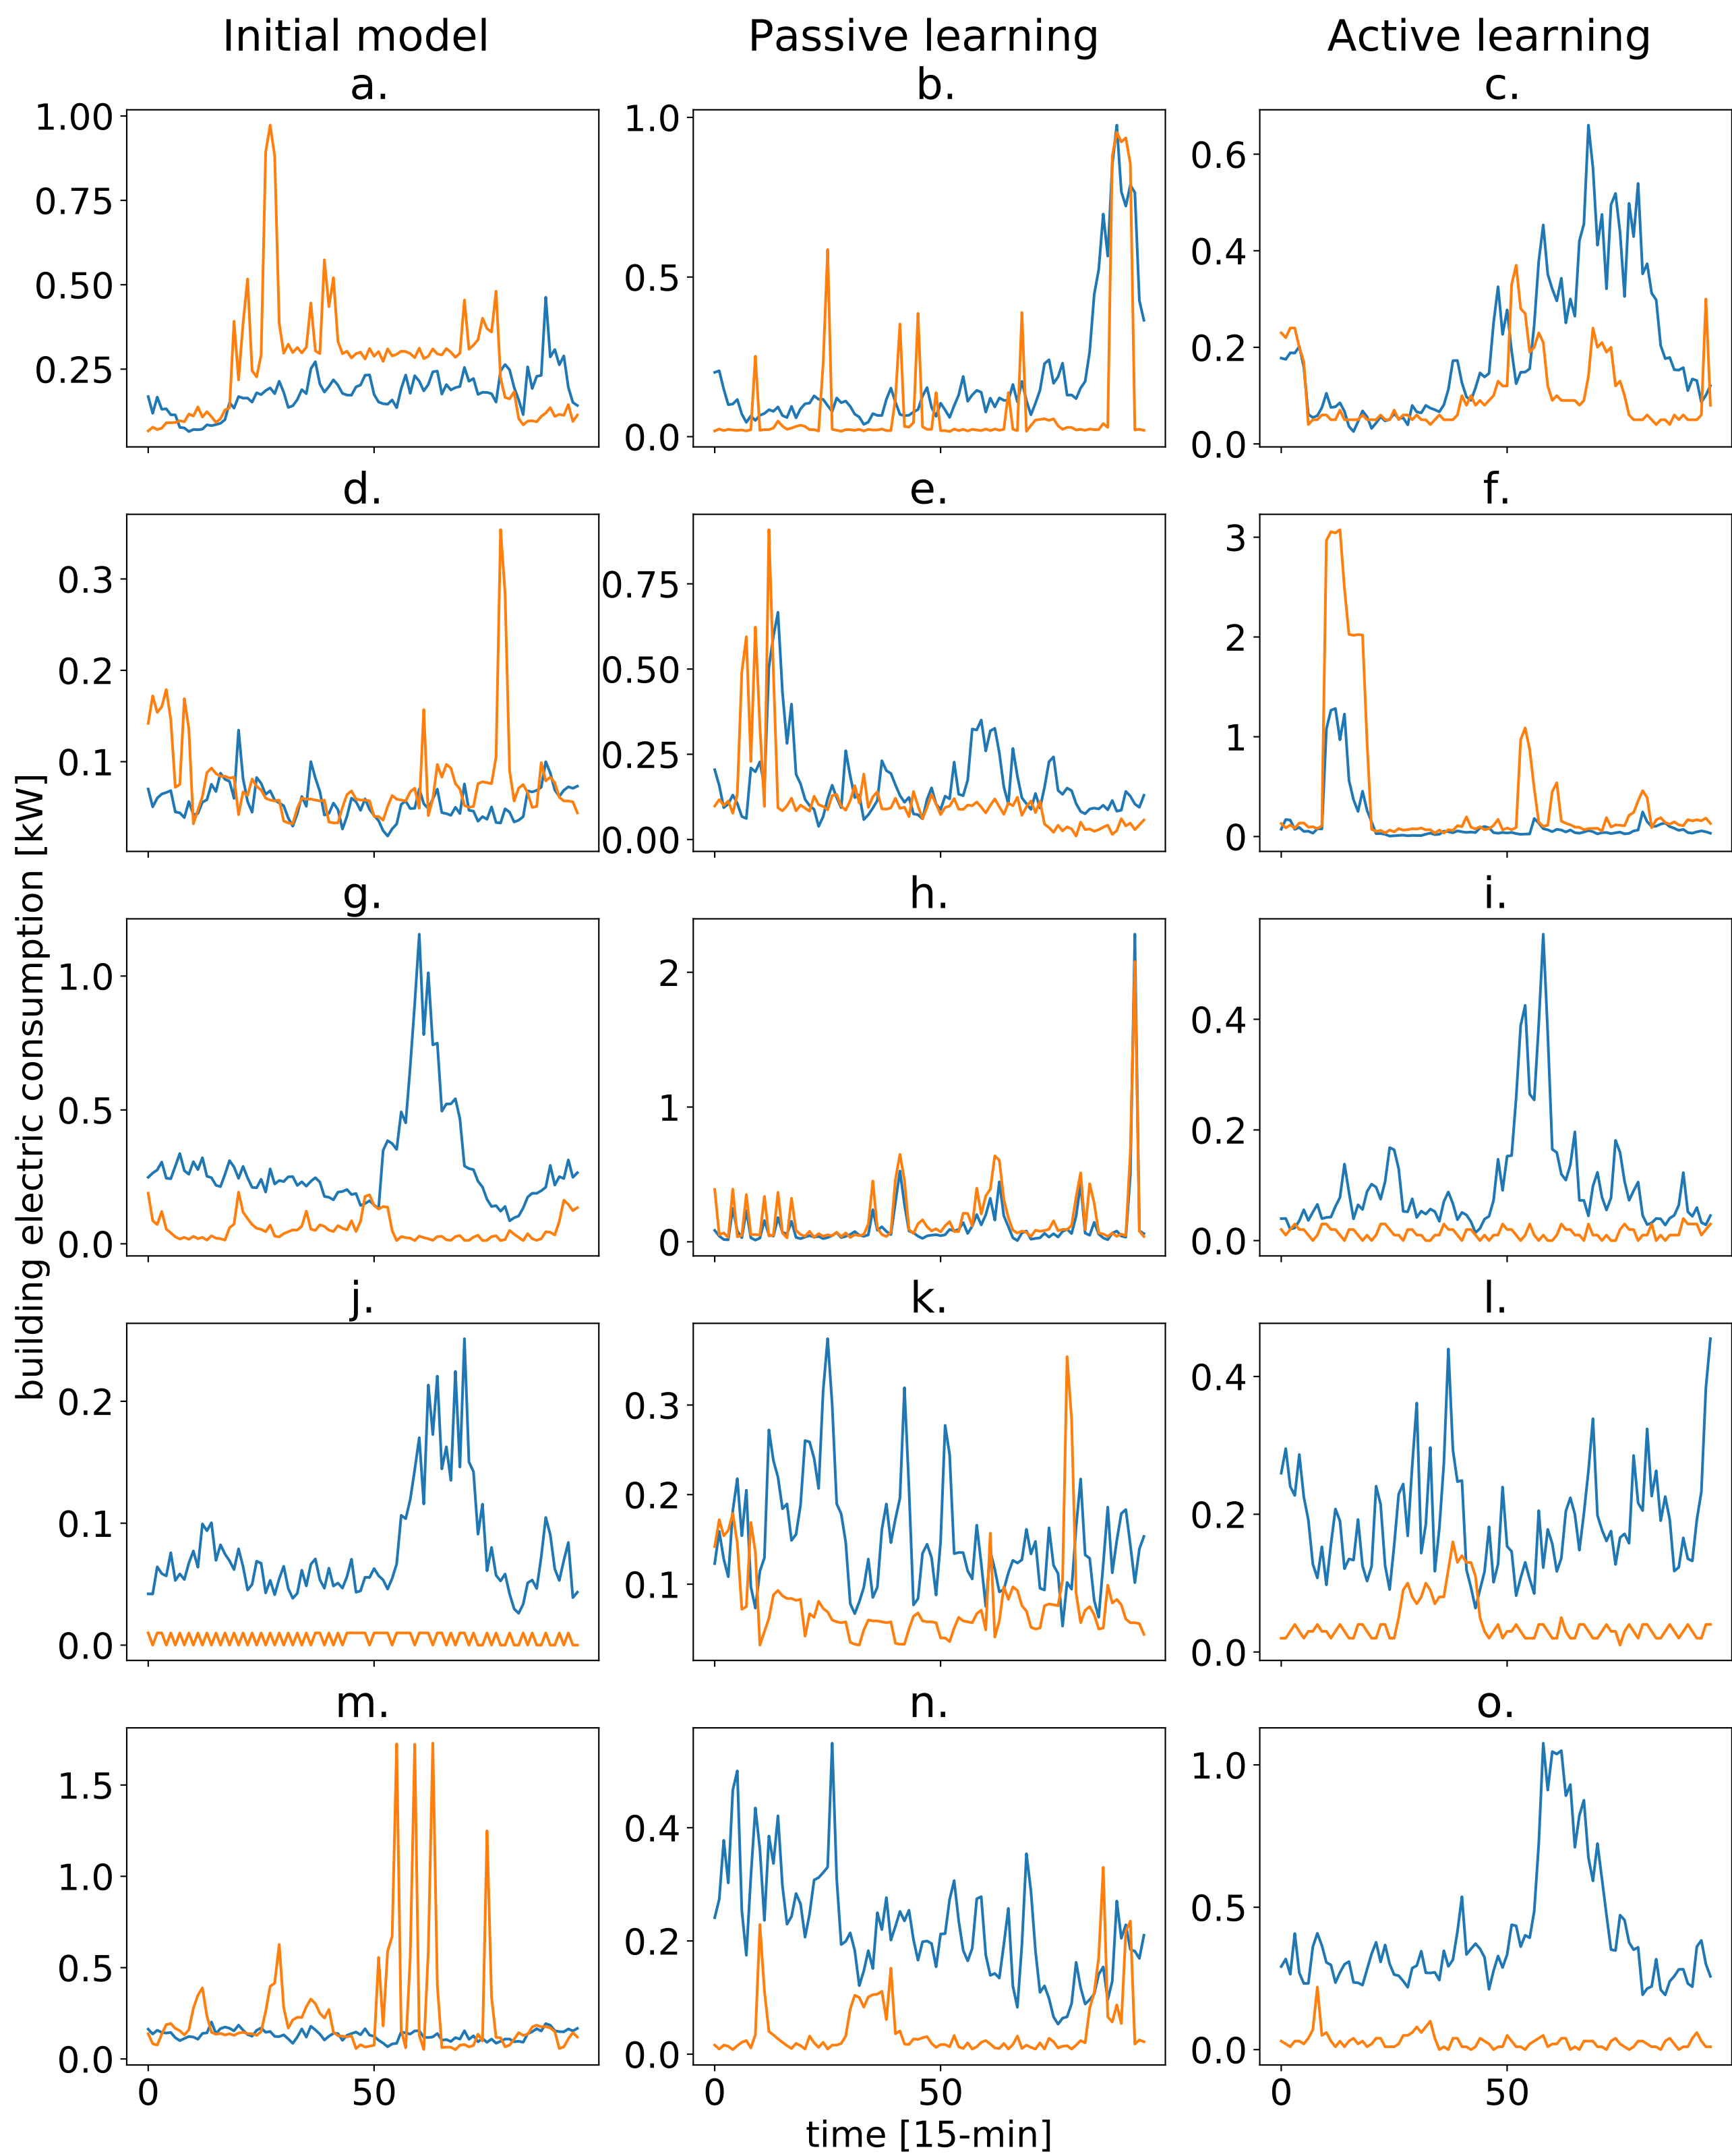 Initial model Passive learning Active learning
a. b. c.
1.00 1.0 0.6
0.75 0.5 0.4
0.50 0.0 0.2
0.25 0.0
d. e. f.
0.3 0.75 3
0.2 0.50 2
0.1 0.25 1
0.00 0
building electric consumption [kW]
g. h. i.
1.0 2 0.4
0.5 1 0.2
0.0 0 0.0
j. k. l.
0.2 0.3 0.4
0.1 0.2 0.2
0.0 0.1 0.0
m. n. o.
1.5 0.4 1.0
1.0 0.2 0.5
0.5 0.0 0.0
0.0
0 50 0 50 0 50
time [15-min]